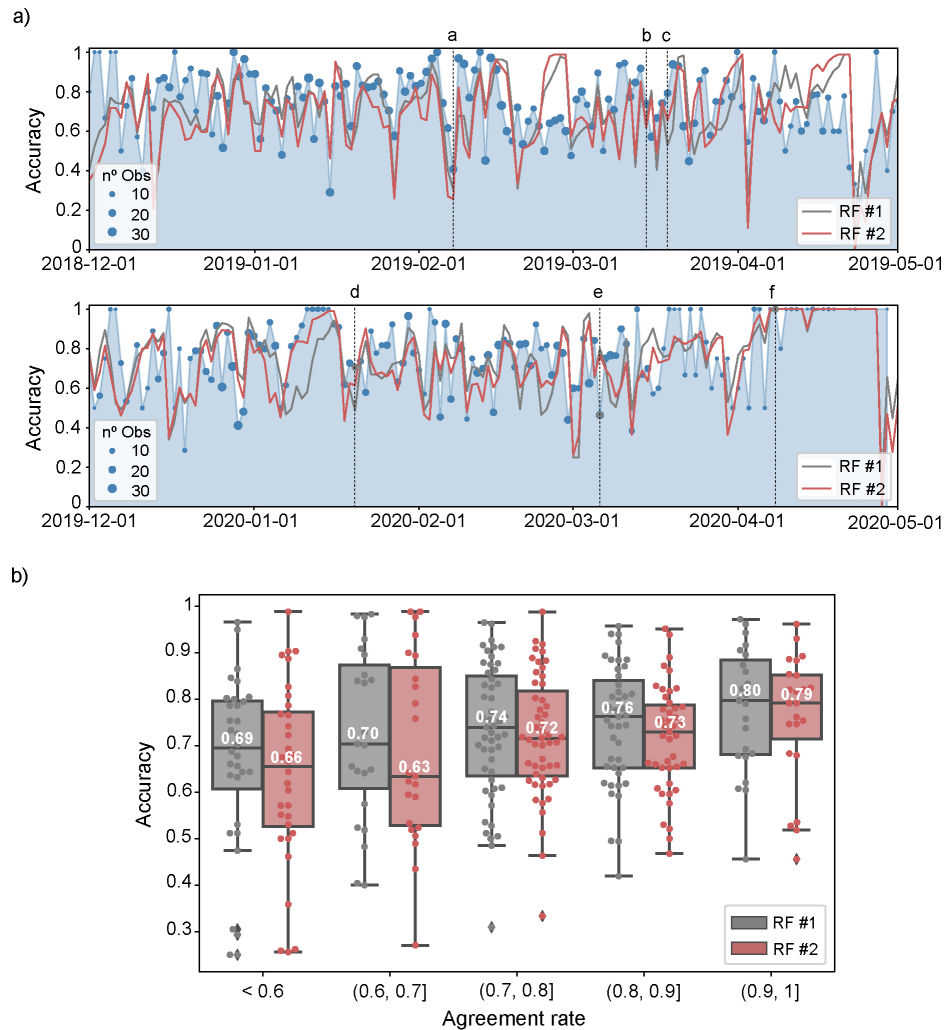 a)
a b c
1
0.8
0.6
0.4
0.2
0
Accuracy
nº Obs
10
20
30
RF #1
RF #2
2018-12-01 2019-01-01 2019-02-01 2019-03-01 2019-04-01 2019-05-01
d e f
1
0.8
0.6
0.4
0.2
0
Accuracy
nº Obs
10
20
30
RF #1
RF #2
2019-12-01 2020-01-01 2020-02-01 2020-03-01 2020-04-01 2020-05-01
b)
1
0.9
0.8
0.7
0.6
0.5
0.4
0.3
Accuracy
0.69 0.66 0.70 0.63 0.74 0.72 0.76 0.73 0.80 0.79
RF #1
RF #2
< 0.6 (0.6, 0.7] (0.7, 0.8] (0.8, 0.9] (0.9, 1]
Agreement rate